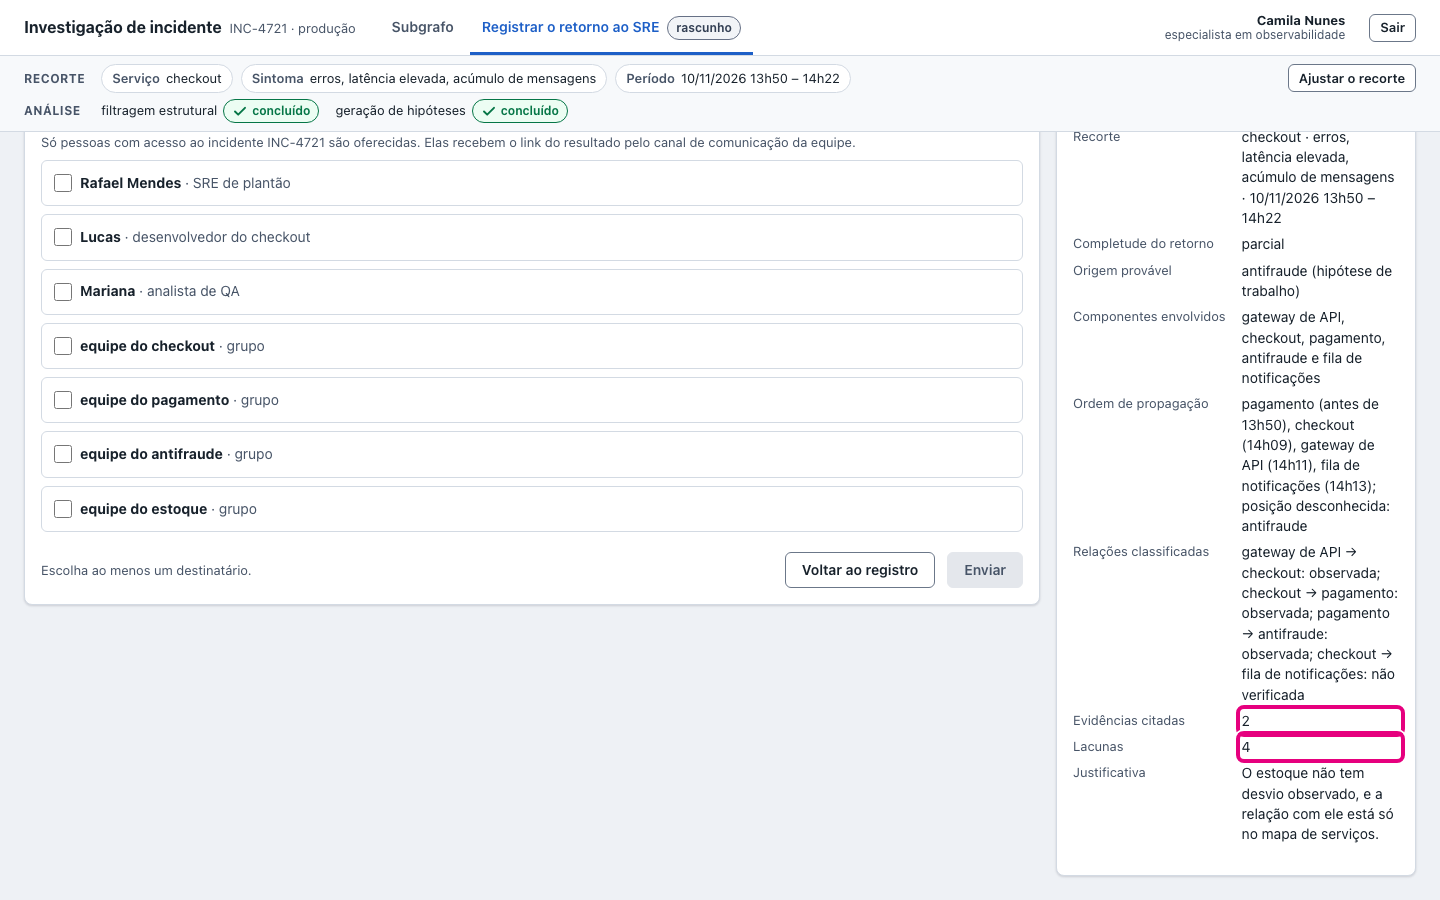 Investigação de incidente INC-4721 · produção Subgrafo Registrar o retorno ao SRE rascunho
Camila Nunes
especialista em observabilidade
Sair
RECORTE Serviço checkout Sintoma erros, latência elevada, acúmulo de mensagens Período 10/11/2026 13h50 – 14h22 Ajustar o recorte
ANÁLISE filtragem estrutural concluído geração de hipóteses concluído
Só pessoas com acesso ao incidente INC-4721 são oferecidas. Elas recebem o link do resultado pelo canal de comunicação da equipe.
Rafael Mendes · SRE de plantão
Lucas · desenvolvedor do checkout
Mariana · analista de QA
equipe do checkout · grupo
equipe do pagamento · grupo
equipe do antifraude · grupo
equipe do estoque · grupo
Escolha ao menos um destinatário. Voltar ao registro Enviar
Recorte checkout · erros,
latência elevada,
acúmulo de mensagens
· 10/11/2026 13h50 –
14h22
Completude do retorno parcial
Origem provável antifraude (hipótese de
trabalho)
Componentes envolvidos gateway de API,
checkout, pagamento,
antifraude e fila de
notificações
Ordem de propagação pagamento (antes de
13h50), checkout
(14h09), gateway de
API (14h11), fila de
notificações (14h13);
posição desconhecida:
antifraude
Relações classificadas gateway de API →
checkout: observada;
checkout → pagamento:
observada; pagamento
→ antifraude:
observada; checkout →
fila de notificações: não
verificada
Evidências citadas 2
Lacunas 4
Justificativa O estoque não tem
desvio observado, e a
relação com ele está só
no mapa de serviços.